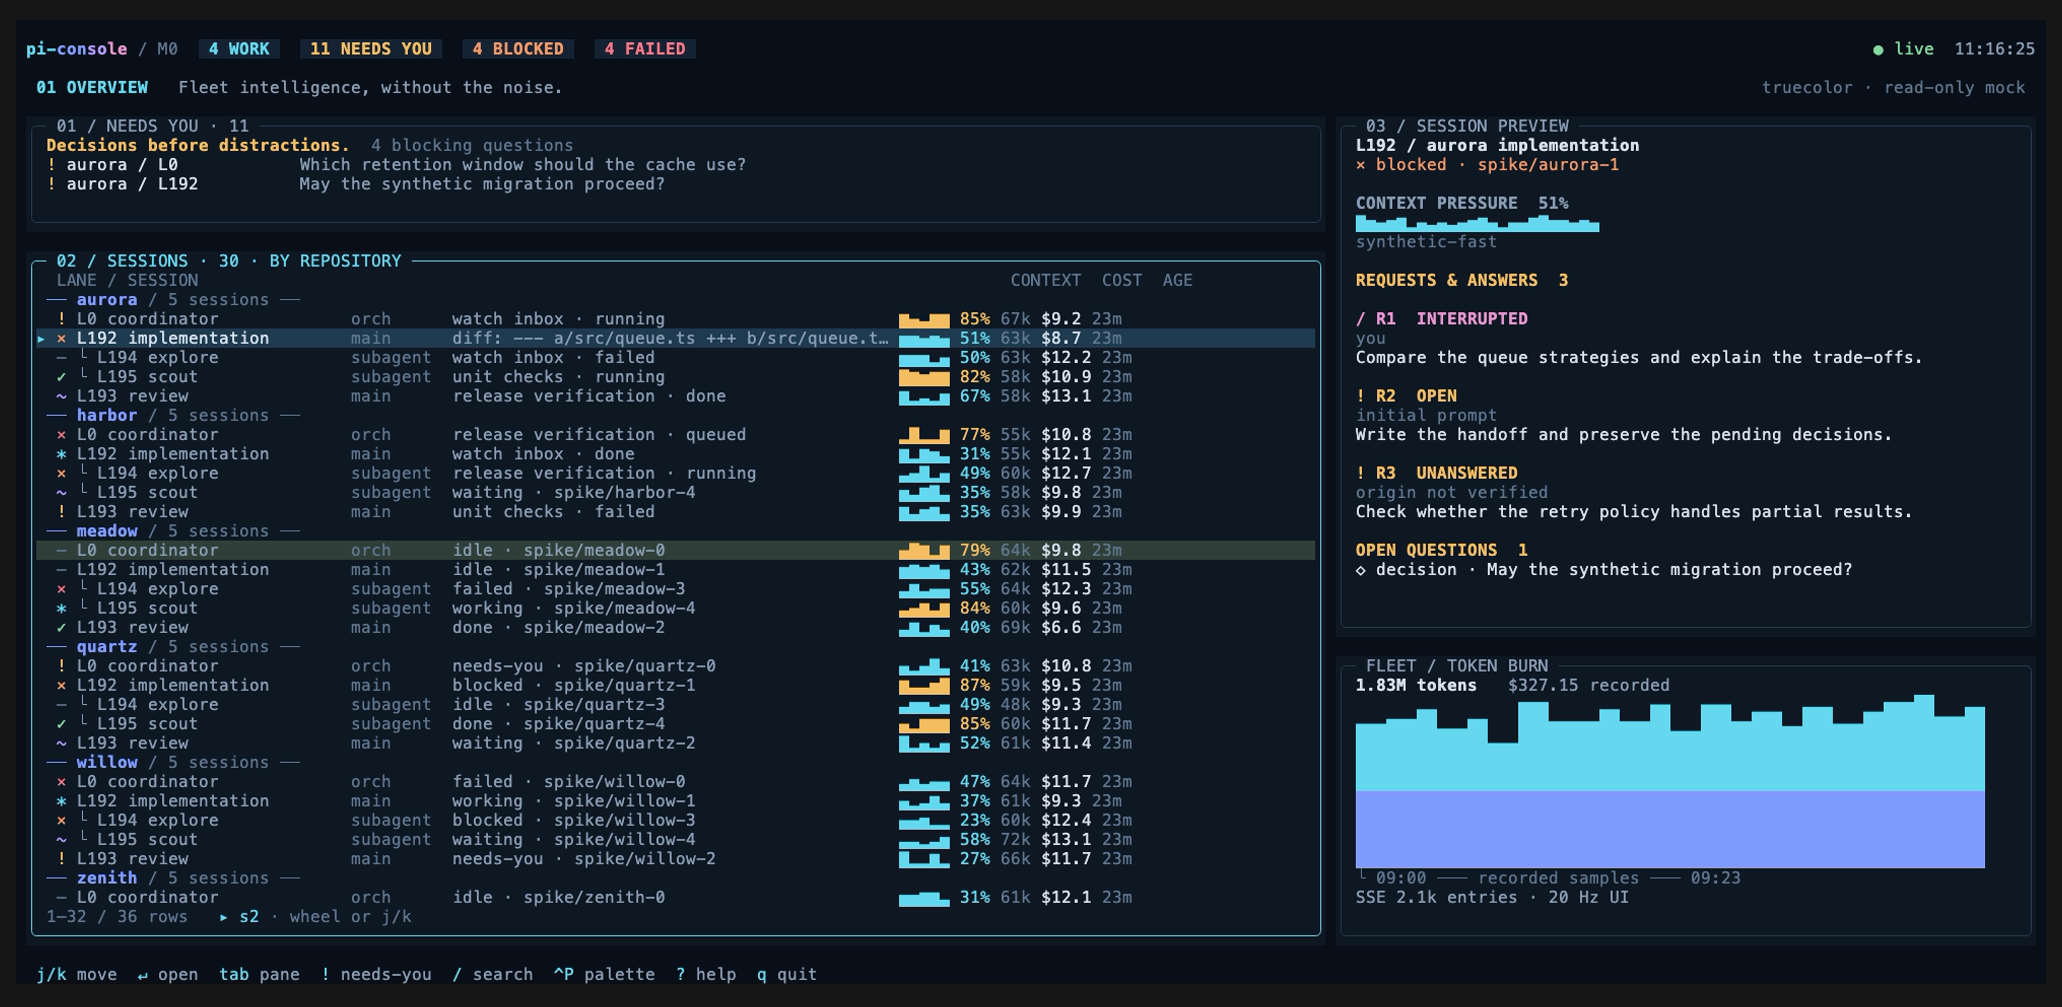 pi-console / M0  4 WORK  11 NEEDS YOU  4 BLOCKED  4 FAILED  ● live  11:16:25
01 OVERVIEW  Fleet intelligence, without the noise.  truecolor · read-only mock
01 / NEEDS YOU · 11
Decisions before distractions.  4 blocking questions
! aurora / L0  Which retention window should the cache use?
! aurora / L192  May the synthetic migration proceed?
02 / SESSIONS · 30 · BY REPOSITORY
LANE / SESSION  CONTEXT  COST  AGE
── aurora / 5 sessions ──
! L0 coordinator  orch  watch inbox · running  85% 67k $9.2 23m
▸ × L192 implementation  main  diff: --- a/src/queue.ts +++ b/src/queue.t…  51% 63k $8.7 23m
– └ L194 explore  subagent  watch inbox · failed  50% 63k $12.2 23m
✓ └ L195 scout  subagent  unit checks · running  82% 58k $10.9 23m
~ L193 review  main  release verification · done  67% 58k $13.1 23m
── harbor / 5 sessions ──
× L0 coordinator  orch  release verification · queued  77% 55k $10.8 23m
* L192 implementation  main  watch inbox · done  31% 55k $12.1 23m
× └ L194 explore  subagent  release verification · running  49% 60k $12.7 23m
~ └ L195 scout  subagent  waiting · spike/harbor-4  35% 58k $9.8 23m
! L193 review  main  unit checks · failed  35% 63k $9.9 23m
── meadow / 5 sessions ──
– L0 coordinator  orch  idle · spike/meadow-0  79% 64k $9.8 23m
– L192 implementation  main  idle · spike/meadow-1  43% 62k $11.5 23m
× └ L194 explore  subagent  failed · spike/meadow-3  55% 64k $12.3 23m
* └ L195 scout  subagent  working · spike/meadow-4  84% 60k $9.6 23m
✓ L193 review  main  done · spike/meadow-2  40% 69k $6.6 23m
── quartz / 5 sessions ──
! L0 coordinator  orch  needs-you · spike/quartz-0  41% 63k $10.8 23m
× L192 implementation  main  blocked · spike/quartz-1  87% 59k $9.5 23m
– └ L194 explore  subagent  idle · spike/quartz-3  49% 48k $9.3 23m
✓ └ L195 scout  subagent  done · spike/quartz-4  85% 60k $11.7 23m
~ L193 review  main  waiting · spike/quartz-2  52% 61k $11.4 23m
── willow / 5 sessions ──
× L0 coordinator  orch  failed · spike/willow-0  47% 64k $11.7 23m
* L192 implementation  main  working · spike/willow-1  37% 61k $9.3 23m
× └ L194 explore  subagent  blocked · spike/willow-3  23% 60k $12.4 23m
~ └ L195 scout  subagent  waiting · spike/willow-4  58% 72k $13.1 23m
! L193 review  main  needs-you · spike/willow-2  27% 66k $11.7 23m
── zenith / 5 sessions ──
– L0 coordinator  orch  idle · spike/zenith-0  31% 61k $12.1 23m
1–32 / 36 rows  ▸ s2 · wheel or j/k
03 / SESSION PREVIEW
L192 / aurora implementation
× blocked · spike/aurora-1
CONTEXT PRESSURE  51%
synthetic-fast
REQUESTS & ANSWERS  3
/ R1  INTERRUPTED
you
Compare the queue strategies and explain the trade-offs.
! R2  OPEN
initial prompt
Write the handoff and preserve the pending decisions.
! R3  UNANSWERED
origin not verified
Check whether the retry policy handles partial results.
OPEN QUESTIONS  1
◇ decision · May the synthetic migration proceed?
FLEET / TOKEN BURN
1.83M tokens  $327.15 recorded
└ 09:00 ─── recorded samples ─── 09:23
SSE 2.1k entries · 20 Hz UI
j/k move  ↵ open  tab pane  ! needs-you  / search  ^P palette  ? help  q quit